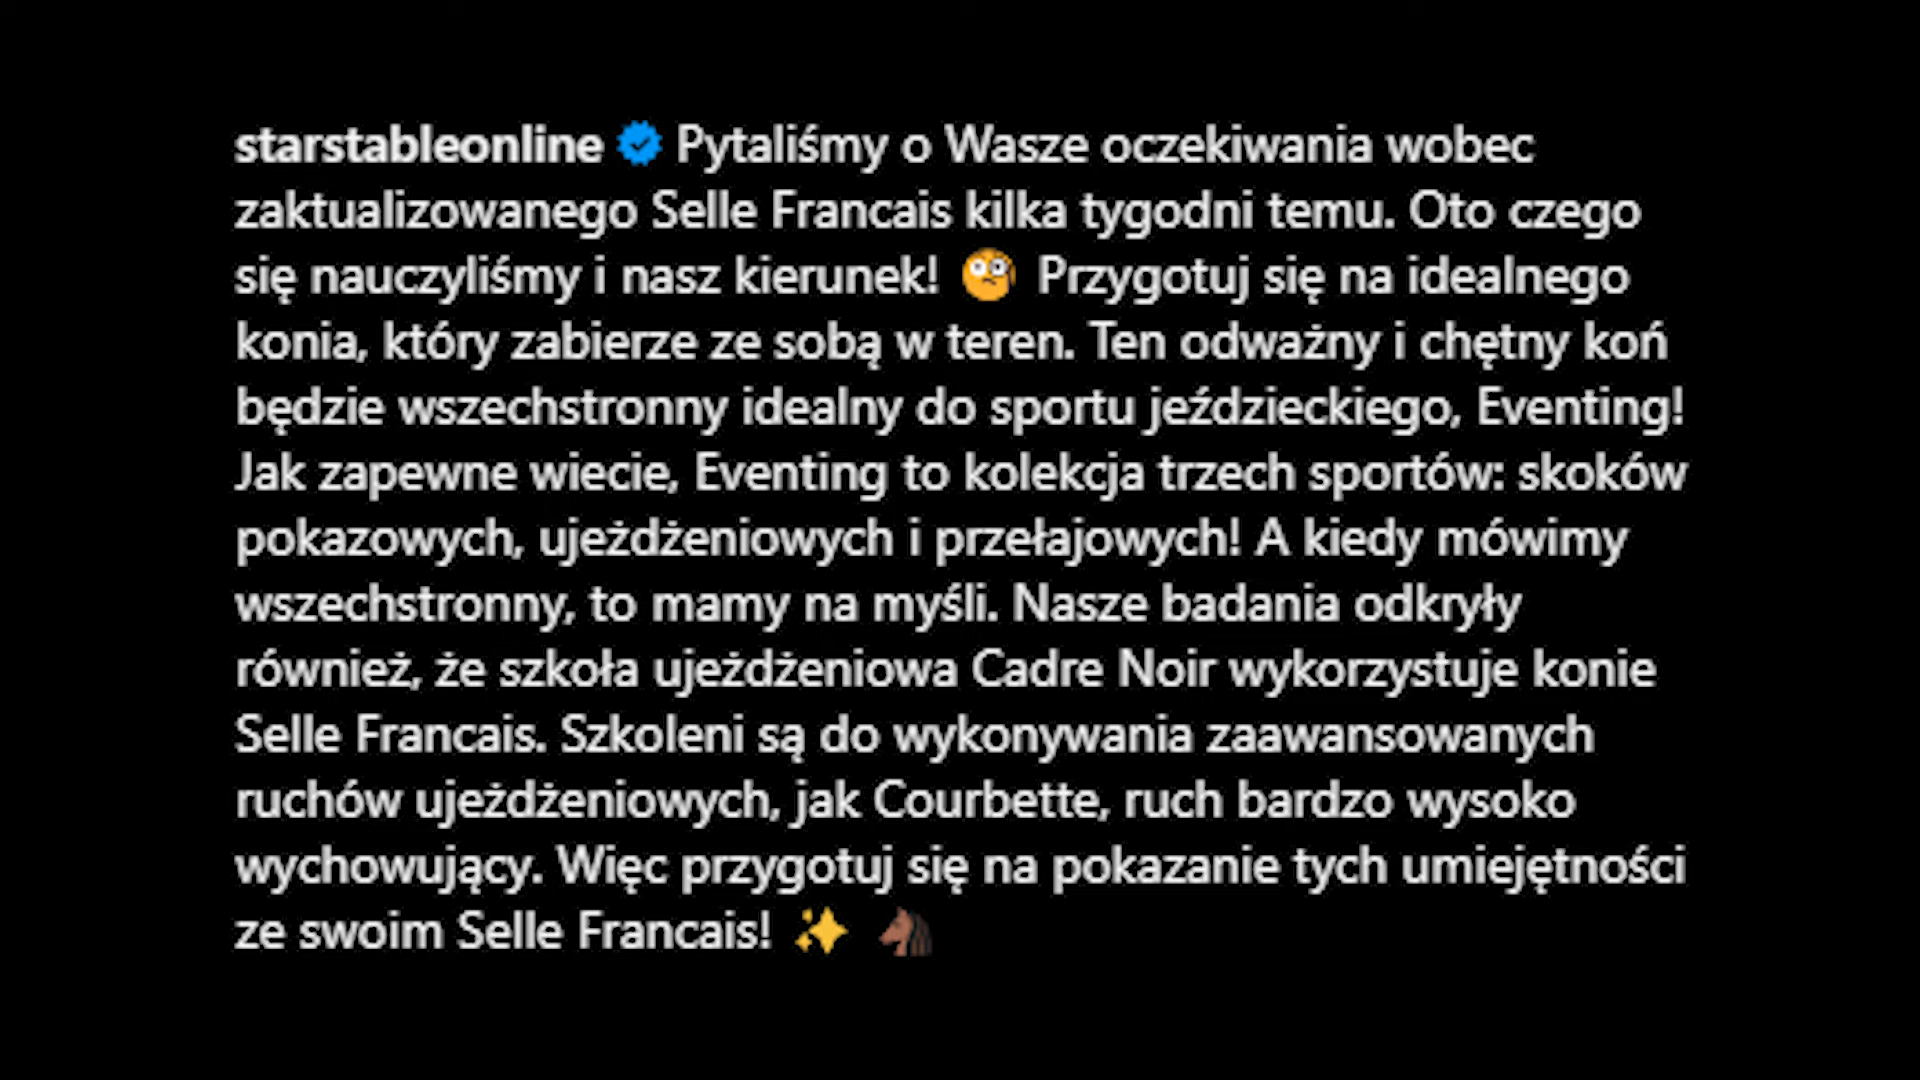 starstableonline Pytaliśmy o Wasze oczekiwania wobec
zaktualizowanego Selle Francais kilka tygodni temu. Oto czego
się nauczyliśmy i nasz kierunek! 🧐 Przygotuj się na idealnego
konia, który zabierze ze sobą w teren. Ten odważny i chętny koń
będzie wszechstronny idealny do sportu jeździeckiego, Eventing!
Jak zapewne wiecie, Eventing to kolekcja trzech sportów: skoków
pokazowych, ujeżdżeniowych i przełajowych! A kiedy mówimy
wszechstronny, to mamy na myśli. Nasze badania odkryły
również, że szkoła ujeżdżeniowa Cadre Noir wykorzystuje konie
Selle Francais. Szkoleni są do wykonywania zaawansowanych
ruchów ujeżdżeniowych, jak Courbette, ruch bardzo wysoko
wychowujący. Więc przygotuj się na pokazanie tych umiejętności
ze swoim Selle Francais! ✨ 🐴